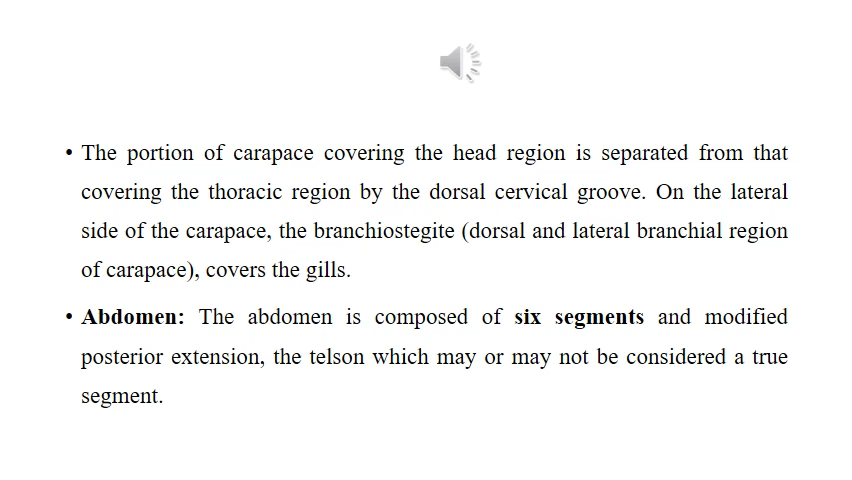 • The portion of carapace covering the head region is separated from that
covering the thoracic region by the dorsal cervical groove. On the lateral
side of the carapace, the branchiostegite (dorsal and lateral branchial region
of carapace), covers the gills.
• Abdomen: The abdomen is composed of six segments and modified
posterior extension, the telson which may or may not be considered a true
segment.